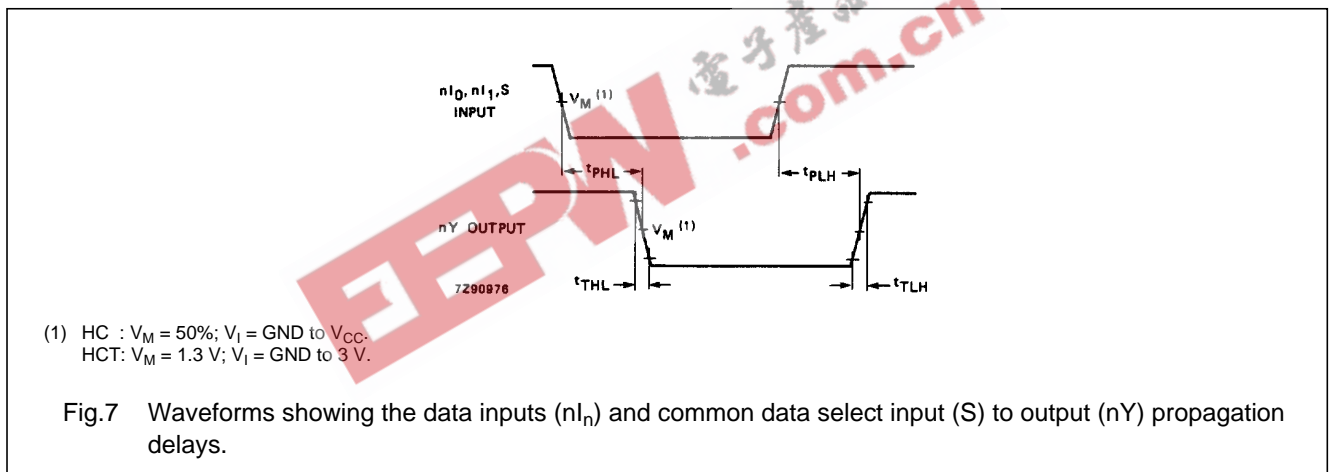 電子產品
.com.cn
EEPW
nI0, nI1, S
INPUT
VM (1)
tPHL
tPLH
nY OUTPUT
VM (1)
tTHL
tTLH
7Z90976
(1) HC : VM = 50%; VI = GND to VCC.
HCT: VM = 1.3 V; VI = GND to 3 V.
Fig.7 Waveforms showing the data inputs (nIn) and common data select input (S) to output (nY) propagation
delays.